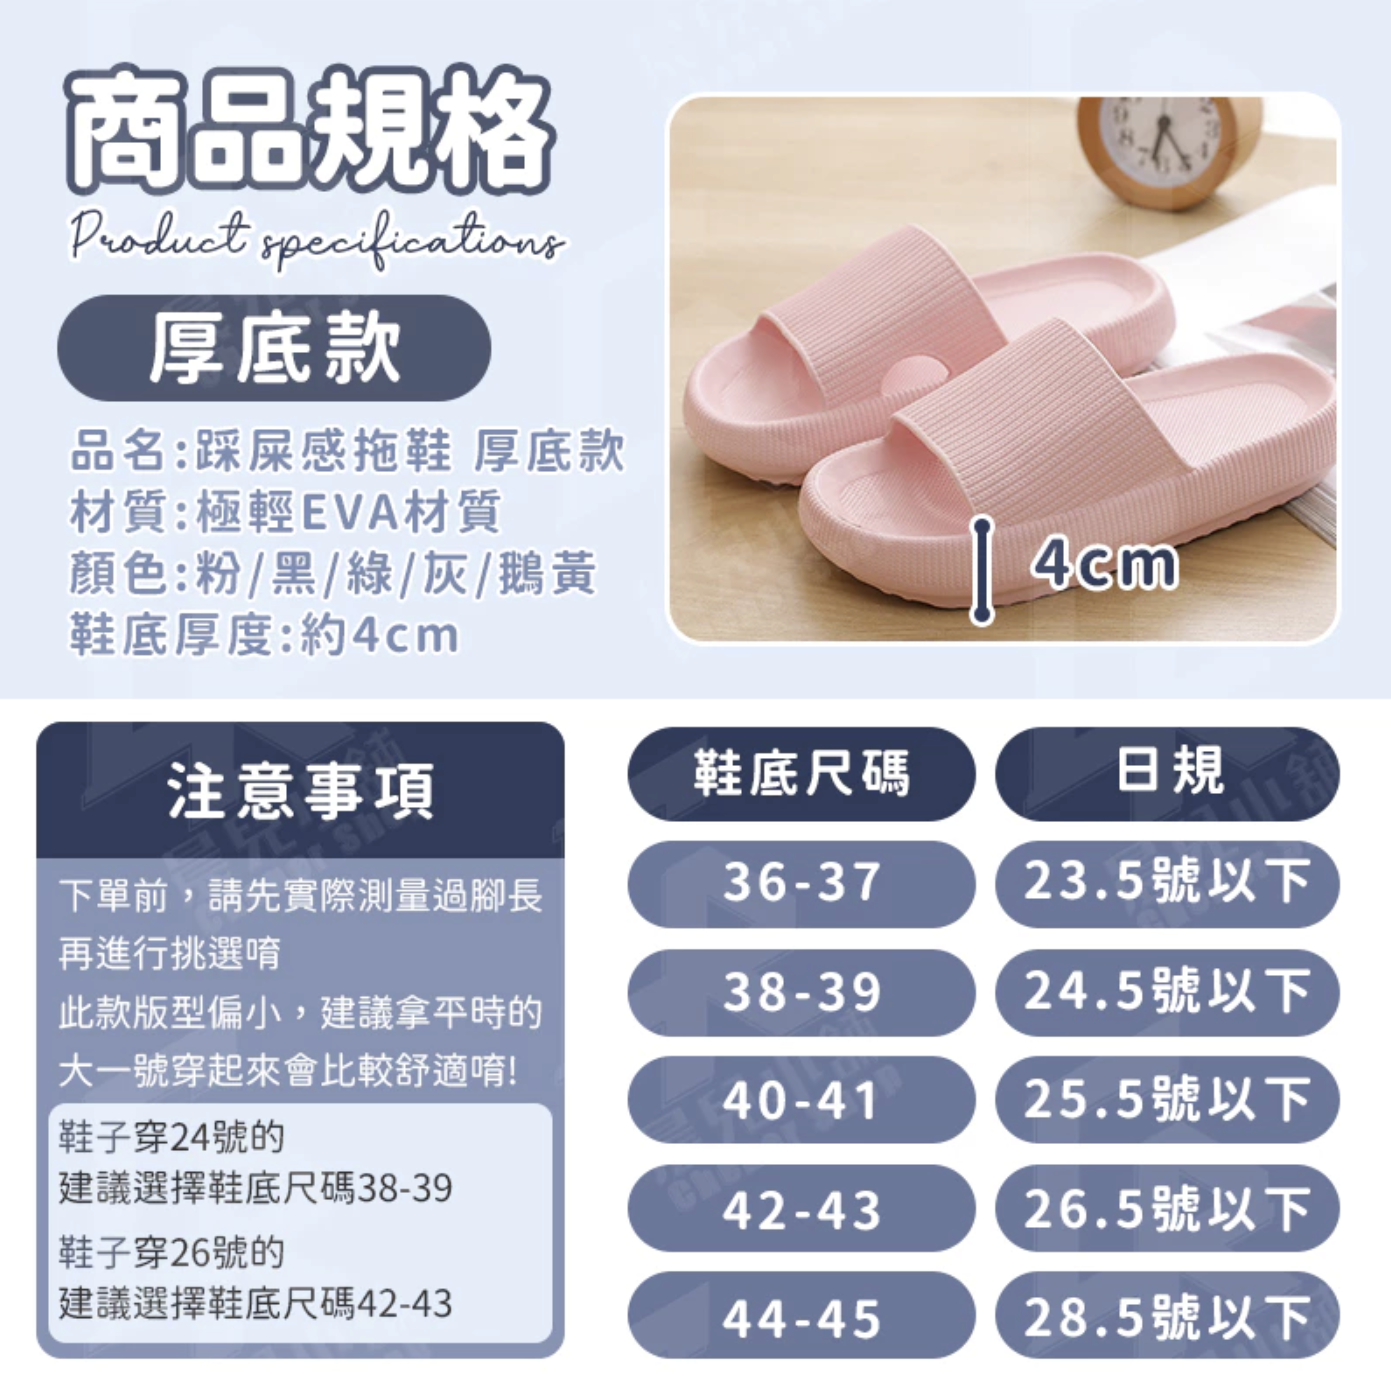 商品規格
Product specifications
厚底款
品名:踩屎感拖鞋 厚底款
材質:極輕EVA材質
顏色:粉/黑/綠/灰/鵝黃
鞋底厚度:約4cm
4cm
注意事項
下單前，請先實際測量過腳長
再進行挑選唷
此款版型偏小，建議拿平時的
大一號穿起來會比較舒適唷!
鞋子穿24號的
建議選擇鞋底尺碼38-39
鞋子穿26號的
建議選擇鞋底尺碼42-43
鞋底尺碼 日規
36-37 23.5號以下
38-39 24.5號以下
40-41 25.5號以下
42-43 26.5號以下
44-45 28.5號以下